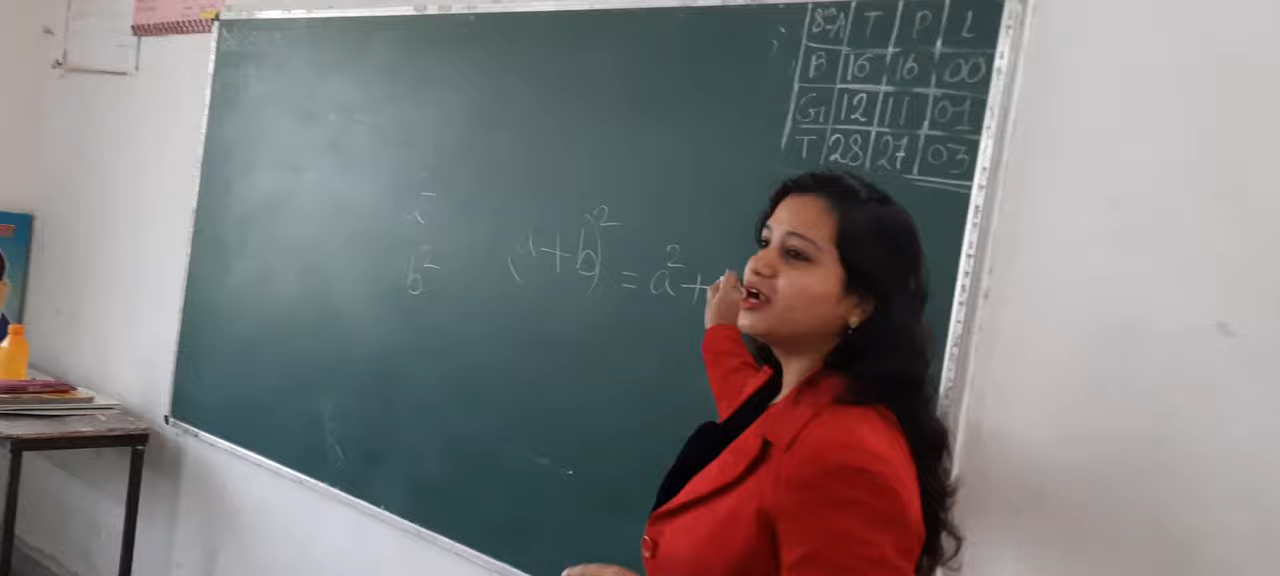 8th A T P L
B 16 16 00
G 12 11 01
T 28 27 03
a²
b²
(a+b)² = a² +